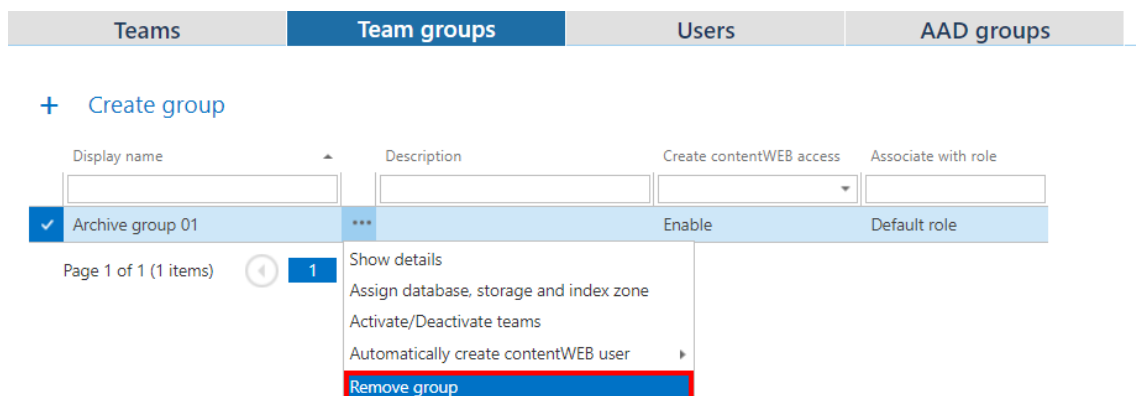 Teams Team groups Users AAD groups
+ Create group
Display name Description Create contentWEB access Associate with role
Archive group 01 ••• Enable Default role
Page 1 of 1 (1 items) 1
Show details
Assign database, storage and index zone
Activate/Deactivate teams
Automatically create contentWEB user
Remove group